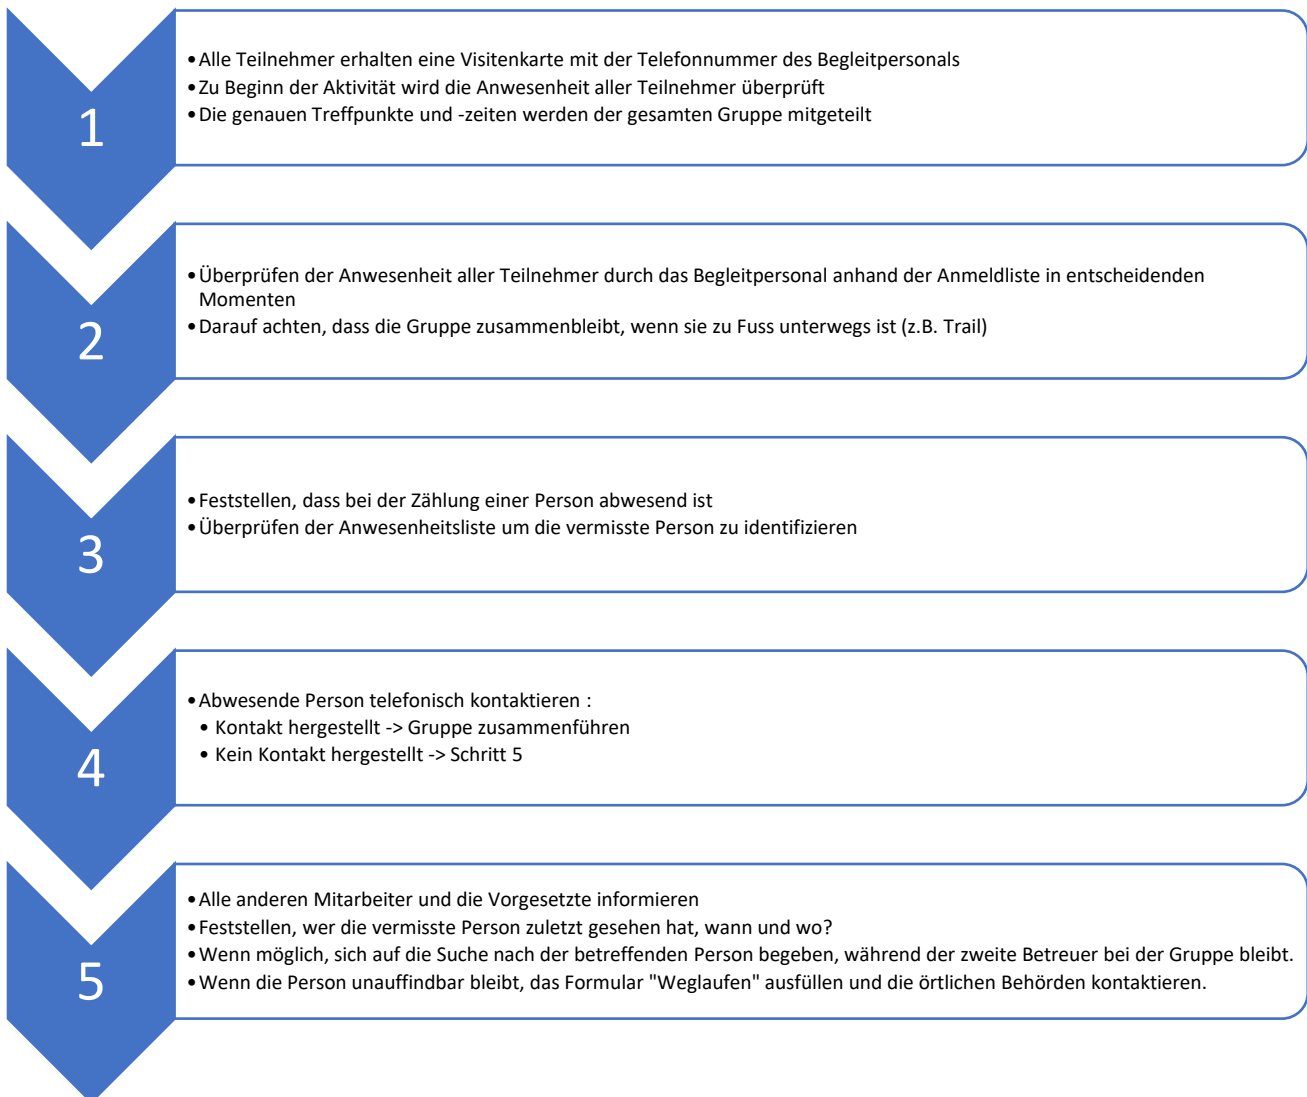 1
•Alle Teilnehmer erhalten eine Visitenkarte mit der Telefonnummer des Begleitpersonals
•Zu Beginn der Aktivität wird die Anwesenheit aller Teilnehmer überprüft
•Die genauen Treffpunkte und -zeiten werden der gesamten Gruppe mitgeteilt
2
•Überprüfen der Anwesenheit aller Teilnehmer durch das Begleitpersonal anhand der Anmeldliste in entscheidenden
Momenten
•Darauf achten, dass die Gruppe zusammenbleibt, wenn sie zu Fuss unterwegs ist (z.B. Trail)
3
•Feststellen, dass bei der Zählung einer Person abwesend ist
•Überprüfen der Anwesenheitsliste um die vermisste Person zu identifizieren
4
•Abwesende Person telefonisch kontaktieren :
• Kontakt hergestellt -> Gruppe zusammenführen
• Kein Kontakt hergestellt -> Schritt 5
5
•Alle anderen Mitarbeiter und die Vorgesetzte informieren
•Feststellen, wer die vermisste Person zuletzt gesehen hat, wann und wo?
•Wenn möglich, sich auf die Suche nach der betreffenden Person begeben, während der zweite Betreuer bei der Gruppe bleibt.
•Wenn die Person unauffindbar bleibt, das Formular "Weglaufen" ausfüllen und die örtlichen Behörden kontaktieren.